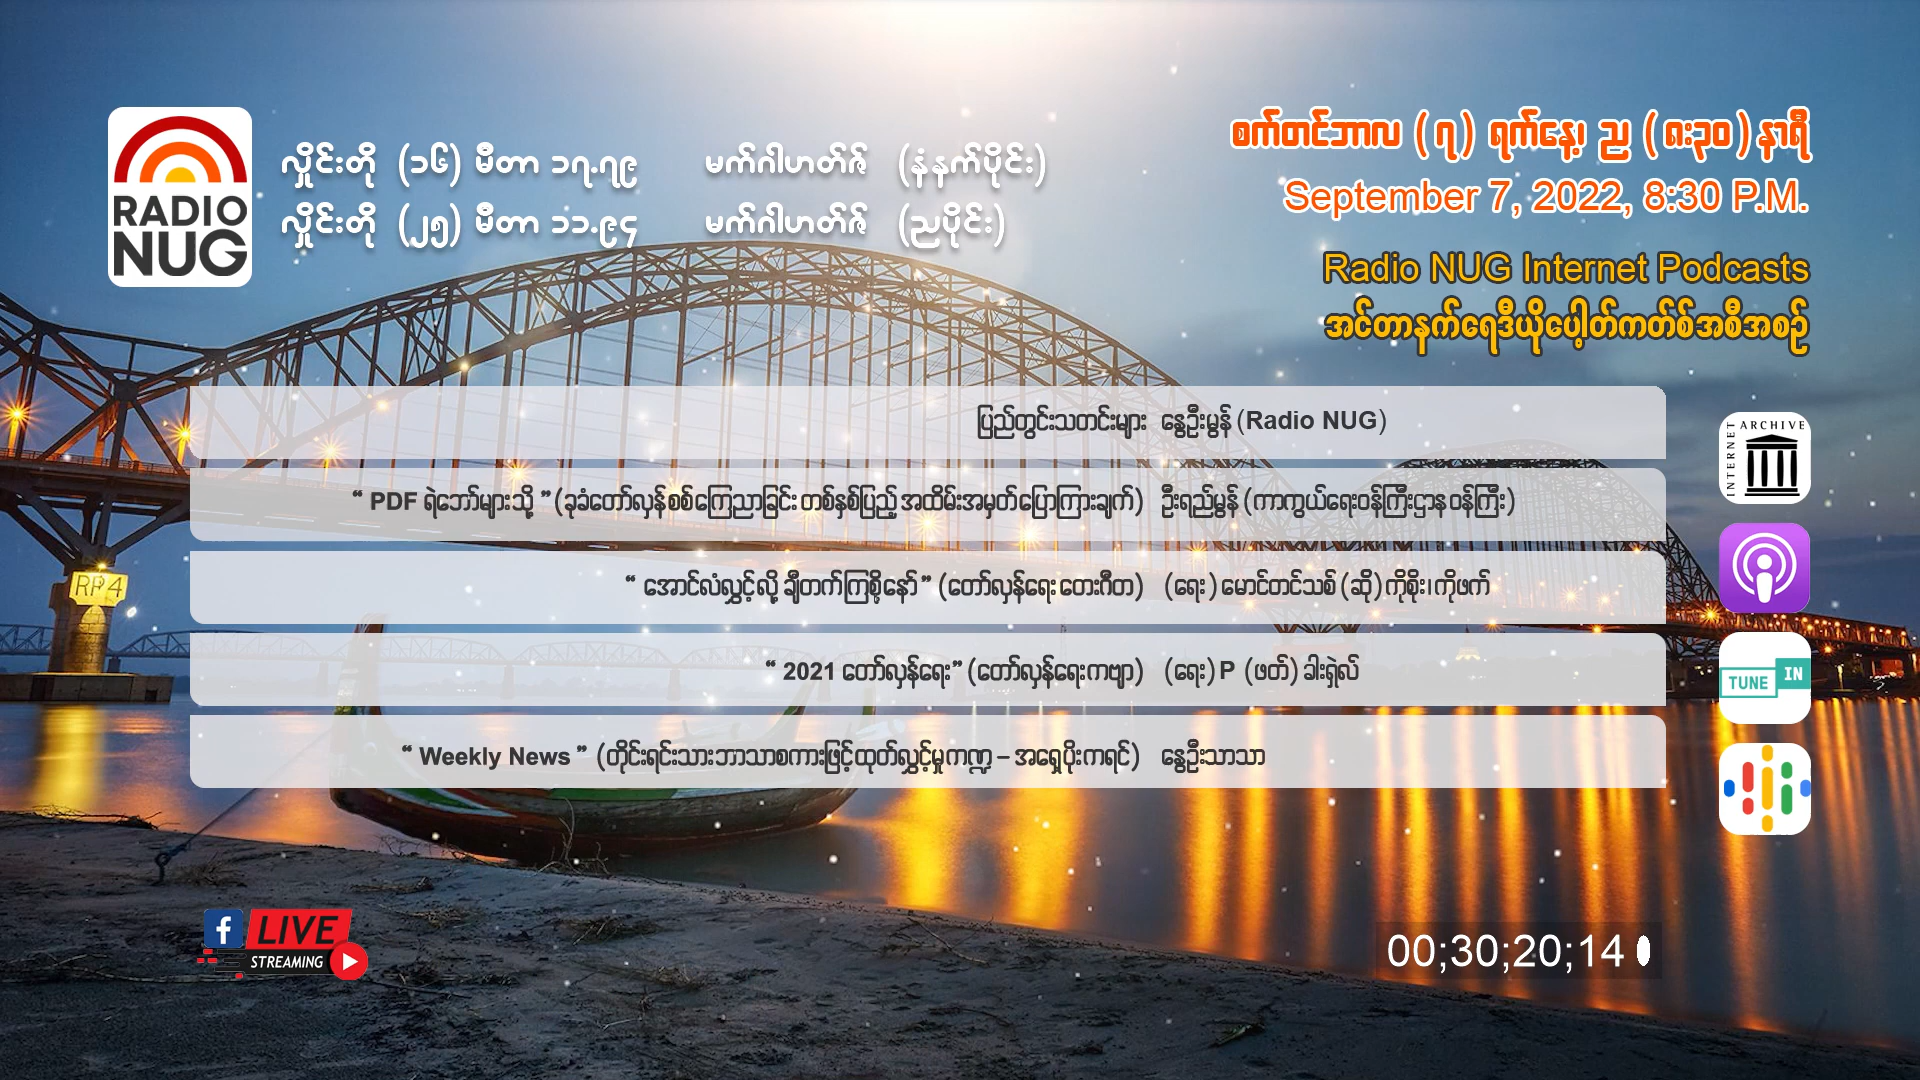 RADIO
NUG
လှိုင်းတို (၁၆) မီတာ ၁၇.၇၉ မက်ဂါဟတ်ဇ် (နံနက်ပိုင်း)
လှိုင်းတို (၂၅) မီတာ ၁၁.၉၄ မက်ဂါဟတ်ဇ် (ညပိုင်း)
စက်တင်ဘာလ (၇) ရက်နေ့၊ ည (၈း၃၀) နာရီ
September 7, 2022, 8:30 P.M.
Radio NUG Internet Podcasts
အင်တာနက်ရေဒီယိုပေါ့တ်ကတ်စ်အစီအစဉ်
ပြည်တွင်းသတင်းများ နွေဦးမွန် (Radio NUG)
“ PDF ရဲဘော်များသို့ ” (ခုခံတော်လှန်စစ်ကြေညာခြင်း တစ်နှစ်ပြည့် အထိမ်းအမှတ်ပြောကြားချက်) ဦးရည်မွန် (ကာကွယ်ရေးဝန်ကြီးဌာန ဝန်ကြီး)
“ အောင်လံလွှင့်လို့ ချီတက်ကြစို့နော် ” (တော်လှန်ရေး တေးဂီတ) (ရေး) မောင်တင်သစ် (ဆို) ကိုစိုး၊ ကိုဖက်
“ 2021 တော်လှန်ရေး” (တော်လှန်ရေးကဗျာ) (ရေး) P (ဖတ်) ခါးရှဲလ်
“ Weekly News ” (တိုင်းရင်းသားဘာသာစကားဖြင့်ထုတ်လွှင့်မှုကဏ္ဍ – အရှေ့ပိုးကရင်) နွေဦးသာသာ
INTERNET ARCHIVE
TUNE IN
RP4
f LIVE
STREAMING
00;30;20;14